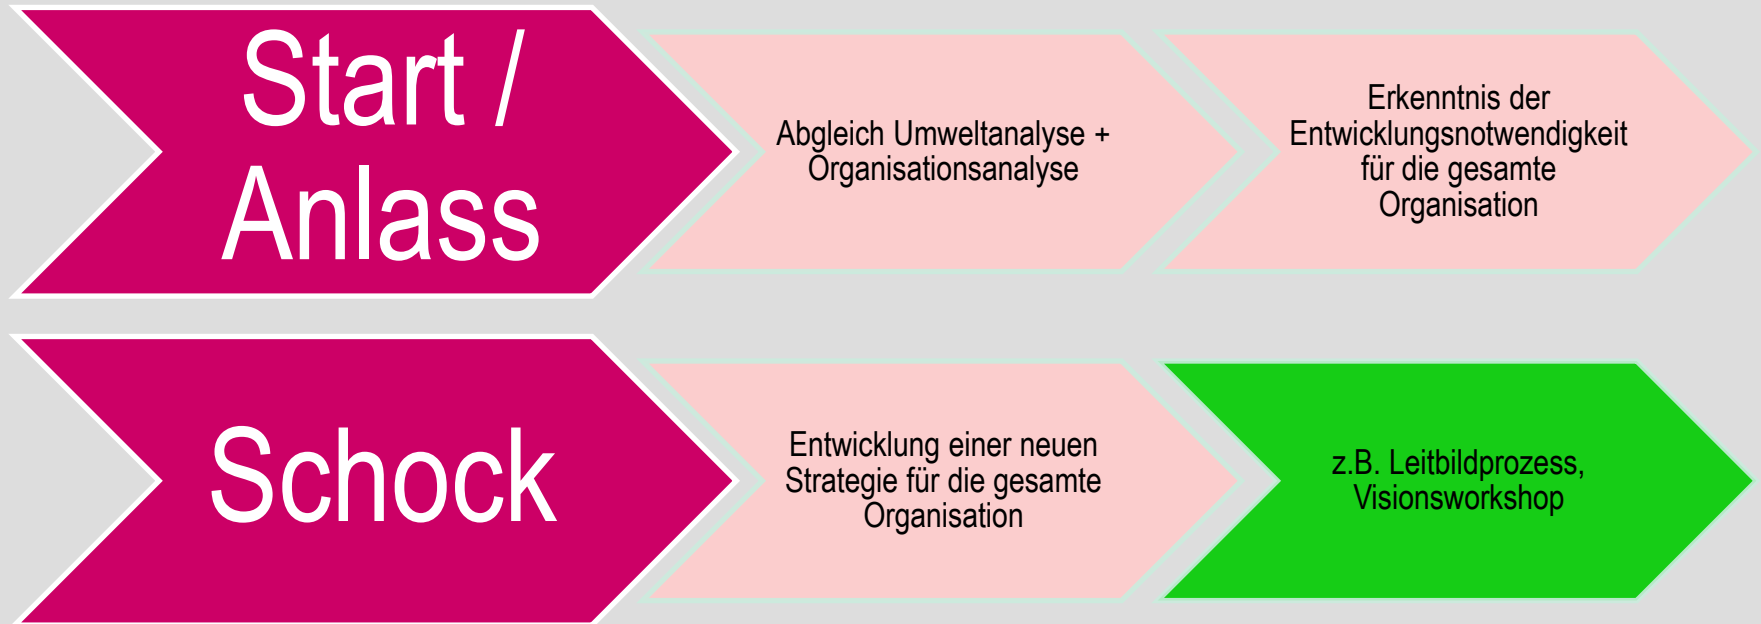 Start /
Anlass
Abgleich Umweltanalyse +
Organisationsanalyse
Erkenntnis der
Entwicklungsnotwendigkeit
für die gesamte
Organisation
Schock
Entwicklung einer neuen
Strategie für die gesamte
Organisation
z.B. Leitbildprozess,
Visionsworkshop